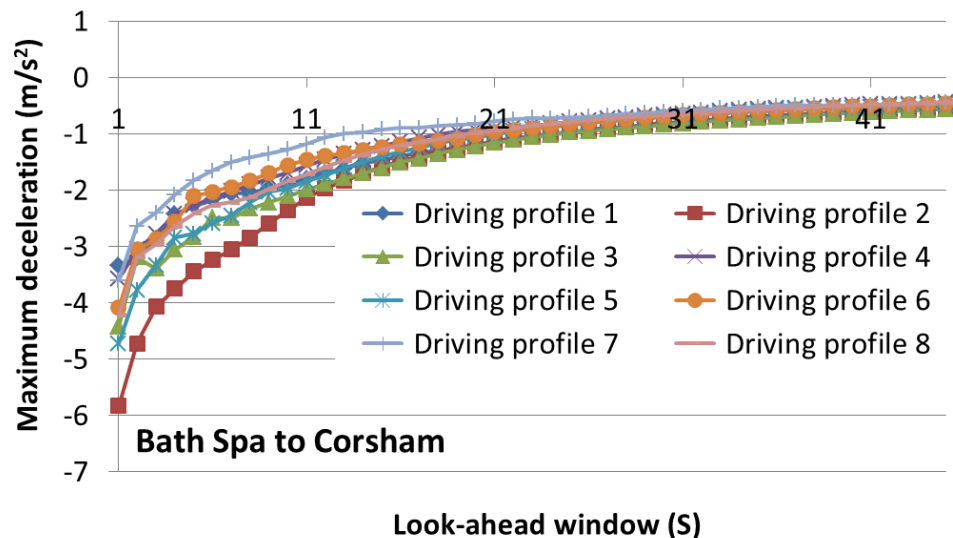 Maximum deceleration (m/s²)
1
0
-1
-2
-3
-4
-5
-6
-7
1 11 21 31 41
Driving profile 1 Driving profile 2
Driving profile 3 Driving profile 4
Driving profile 5 Driving profile 6
Driving profile 7 Driving profile 8
Bath Spa to Corsham
Look-ahead window (S)